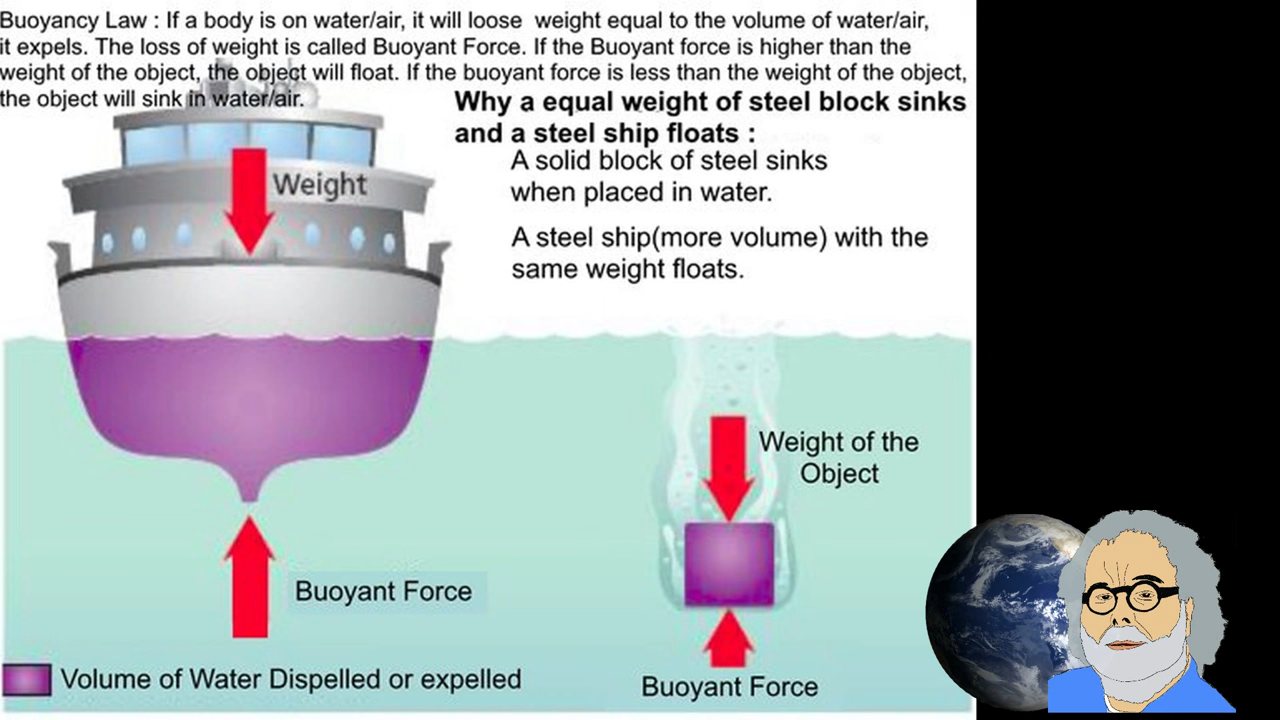 Buoyancy Law : If a body is on water/air, it will loose weight equal to the volume of water/air,
it expels. The loss of weight is called Buoyant Force. If the Buoyant force is higher than the
weight of the object, the object will float. If the buoyant force is less than the weight of the object,
the object will sink in water/air.
Why a equal weight of steel block sinks
and a steel ship floats :
A solid block of steel sinks
when placed in water.
A steel ship(more volume) with the
same weight floats.
Weight
Weight of the
Object
Buoyant Force
Volume of Water Dispelled or expelled
Buoyant Force